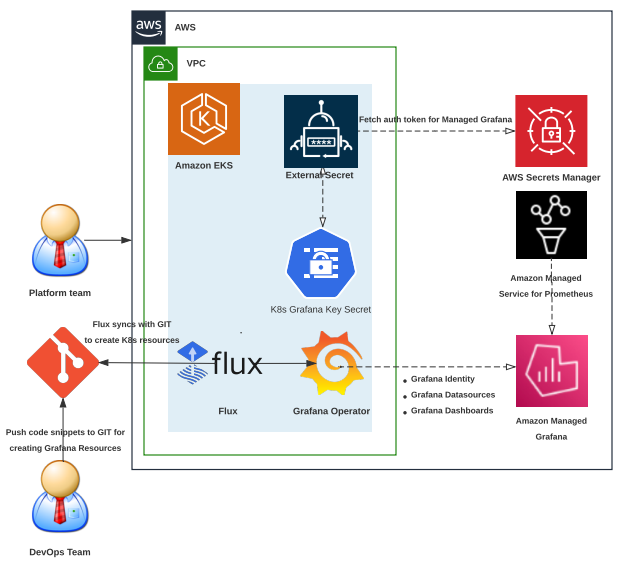 aws
AWS
VPC
Amazon EKS
****
External Secret
Fetch auth token for Managed Grafana
AWS Secrets Manager
Amazon Managed
Service for Prometheus
K8s Grafana Key Secret
Platform team
Flux syncs with GIT
to create K8s resources
flux
Flux
Grafana Operator
• Grafana Identity
• Grafana Datasources
• Grafana Dashboards
Amazon Managed
Grafana
Push code snippets to GIT for
creating Grafana Resources
DevOps Team